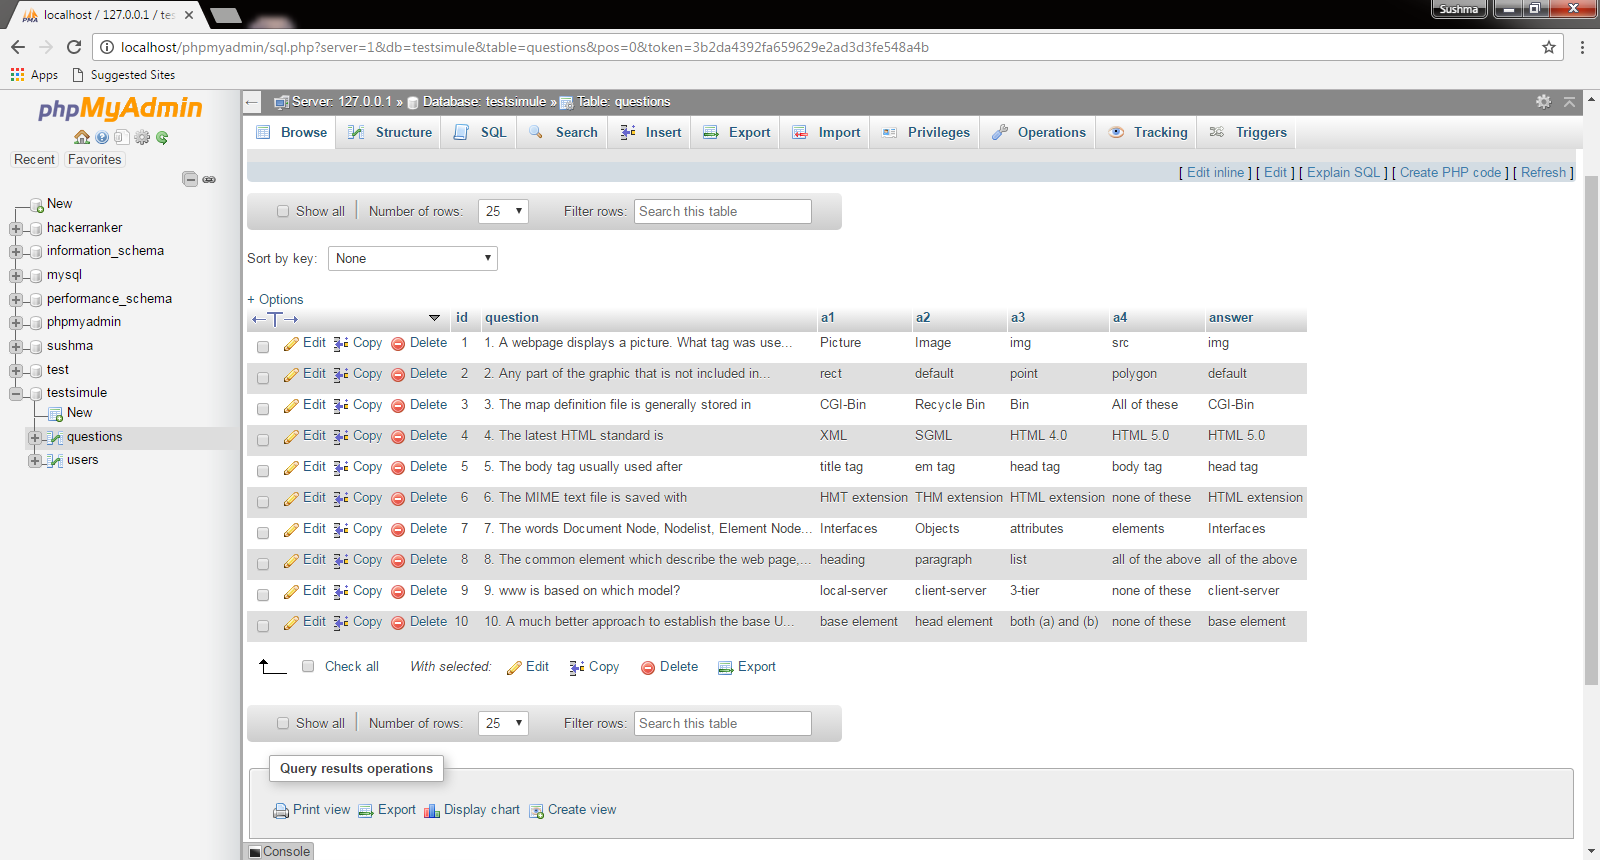 localhost / 127.0.0.1 / tes
Sushma
localhost/phpmyadmin/sql.php?server=1&db=testsimule&table=questions&pos=0&token=3b2da4392fa659629e2ad3d3fe548a4b
Apps Suggested Sites
phpMyAdmin
Recent Favorites
New
hackerranker
information_schema
mysql
performance_schema
phpmyadmin
sushma
test
testsimule
New
questions
users
Server: 127.0.0.1 » Database: testsimule » Table: questions
Browse Structure SQL Search Insert Export Import Privileges Operations Tracking Triggers
[ Edit inline ] [ Edit ] [ Explain SQL ] [ Create PHP code ] [ Refresh ]
Show all Number of rows: 25 Filter rows: Search this table
Sort by key: None
+ Options
id question a1 a2 a3 a4 answer
Edit Copy Delete 1 1. A webpage displays a picture. What tag was use... Picture Image img src img
Edit Copy Delete 2 2. Any part of the graphic that is not included in... rect default point polygon default
Edit Copy Delete 3 3. The map definition file is generally stored in CGI-Bin Recycle Bin Bin All of these CGI-Bin
Edit Copy Delete 4 4. The latest HTML standard is XML SGML HTML 4.0 HTML 5.0 HTML 5.0
Edit Copy Delete 5 5. The body tag usually used after title tag em tag head tag body tag head tag
Edit Copy Delete 6 6. The MIME text file is saved with HMT extension THM extension HTML extension none of these HTML extension
Edit Copy Delete 7 7. The words Document Node, Nodelist, Element Node... Interfaces Objects attributes elements Interfaces
Edit Copy Delete 8 8. The common element which describe the web page,... heading paragraph list all of the above all of the above
Edit Copy Delete 9 9. www is based on which model? local-server client-server 3-tier none of these client-server
Edit Copy Delete 10 10. A much better approach to establish the base U... base element head element both (a) and (b) none of these base element
Check all With selected: Edit Copy Delete Export
Show all Number of rows: 25 Filter rows: Search this table
Query results operations
Print view Export Display chart Create view
Console